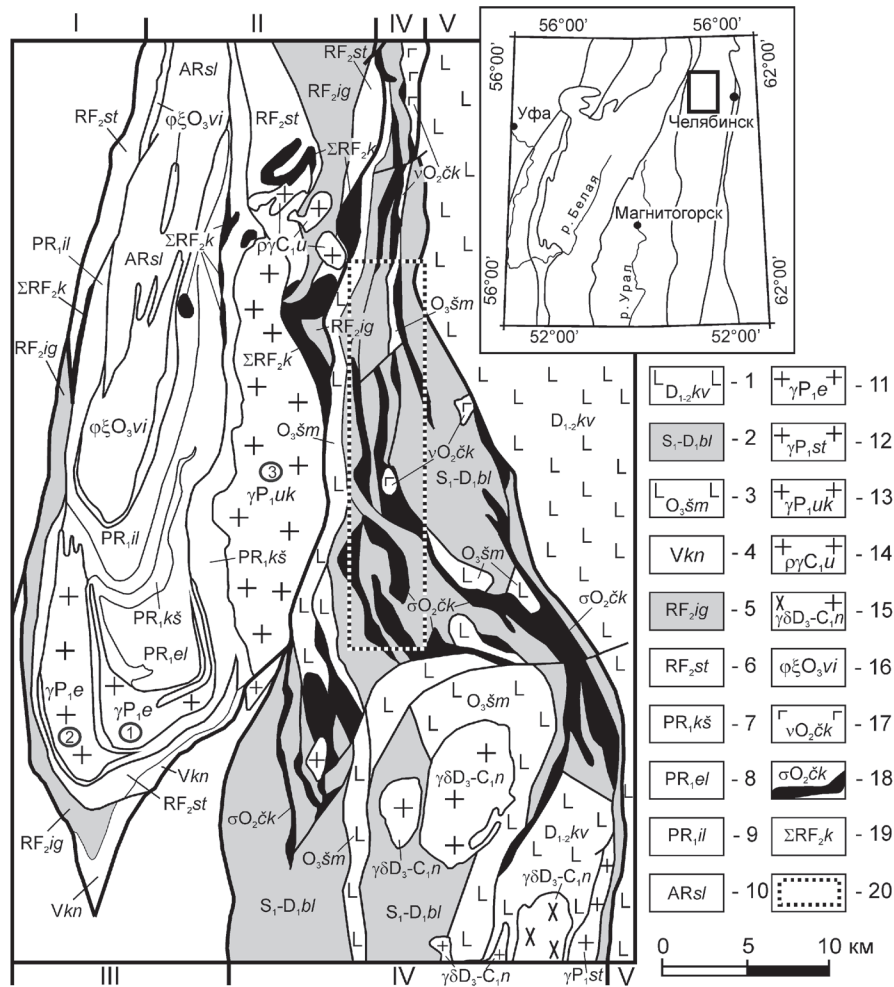 I II IV V
56°00' 56°00'
56°00' 62°00'
Уфа
Челябинск
р. Белая
Магнитогорск
р. Урал
56°00' 62°00'
52°00' 52°00'
RF₂st
ARsl
RF₂ig
RF₂st
φξO₃vi
RF₂st
ΣRF₂k
νO₂čk
PR₁il
ΣRF₂k
ργC₁u
ARsl
ΣRF₂k
O₃šm
RF₂ig
RF₂ig
ΣRF₂k
D₁₋₂kv
φξO₃vi
O₃šm
νO₂čk
3
S₁-D₁bl
γP₁uk
PR₁il
PR₁kš
O₃šm
PR₁kš
σO₂čk
σO₂čk
PR₁el
γP₁e
γP₁e
O₃šm
2 1
Vkn
RF₂st
γδD₃-C₁n
σO₂čk
RF₂ig
D₁₋₂kv
O₃šm
γδD₃-C₁n
γδD₃-C₁n
Vkn
S₁-D₁bl
S₁-D₁bl
γδD₃-C₁n
γP₁st
III IV V
D₁₋₂kv - 1
S₁-D₁bl - 2
O₃šm - 3
Vkn - 4
RF₂ig - 5
RF₂st - 6
PR₁kš - 7
PR₁el - 8
PR₁il - 9
ARsl - 10
γP₁e - 11
γP₁st - 12
γP₁uk - 13
ργC₁u - 14
γδD₃-C₁n - 15
φξO₃vi - 16
νO₂čk - 17
σO₂čk - 18
ΣRF₂k - 19
- 20
0 5 10 км